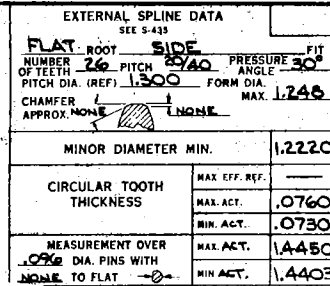 EXTERNAL SPLINE DATA
SEE S-435
FLAT ROOT SIDE FIT
NUMBER OF TEETH 26 PITCH 20/40 PRESSURE ANGLE 30°
PITCH DIA. (REF) 1.300 FORM DIA. MAX. 1.248
CHAMFER APPROX. NONE NONE
MINOR DIAMETER MIN. 1.2220
CIRCULAR TOOTH THICKNESS
MAX. EFF. REF. —
MAX. ACT. .0760
MIN. ACT. .0730
MEASUREMENT OVER .096 DIA. PINS WITH NONE TO FLAT
MAX. ACT. 1.4450
MIN ACT. 1.4403